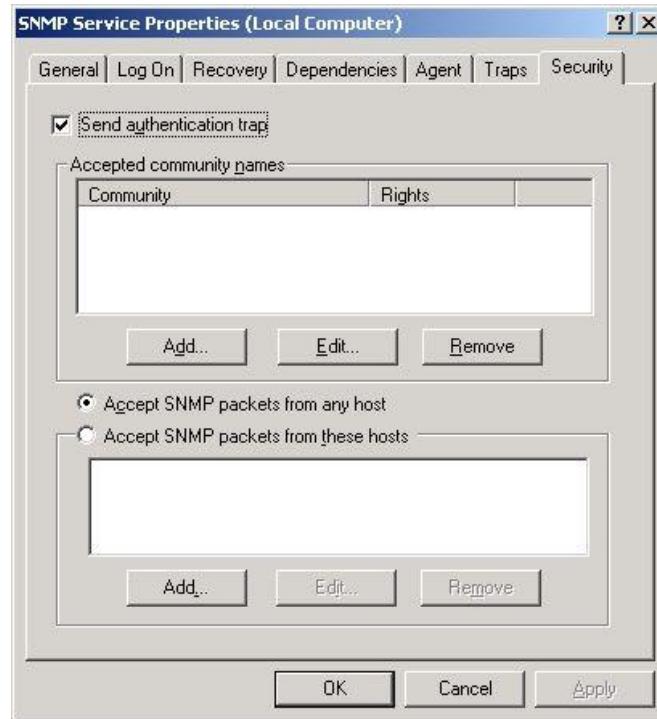 SNMP Service Properties (Local Computer)
General Log On Recovery Dependencies Agent Traps Security
Send authentication trap
Accepted community names
Community Rights
Add... Edit... Remove
Accept SNMP packets from any host
Accept SNMP packets from these hosts
Add... Edit... Remove
OK Cancel Apply